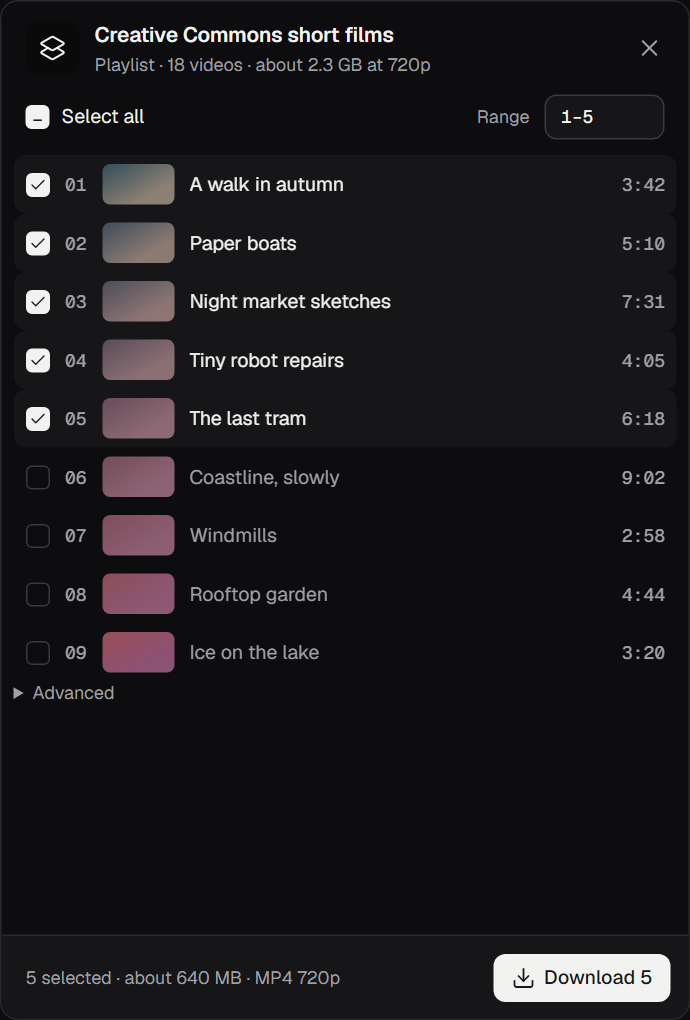 Creative Commons short films
Playlist · 18 videos · about 2.3 GB at 720p
Select all Range 1-5
01 A walk in autumn 3:42
02 Paper boats 5:10
03 Night market sketches 7:31
04 Tiny robot repairs 4:05
05 The last tram 6:18
06 Coastline, slowly 9:02
07 Windmills 2:58
08 Rooftop garden 4:44
09 Ice on the lake 3:20
Advanced
5 selected · about 640 MB · MP4 720p Download 5